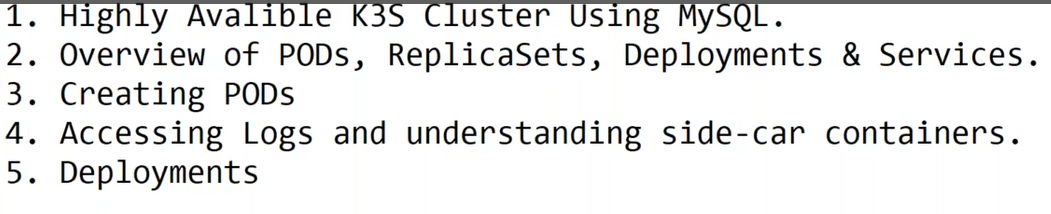 1. Highly Avalible K3S Cluster Using MySQL.
2. Overview of PODs, ReplicaSets, Deployments & Services.
3. Creating PODs
4. Accessing Logs and understanding side-car containers.
5. Deployments